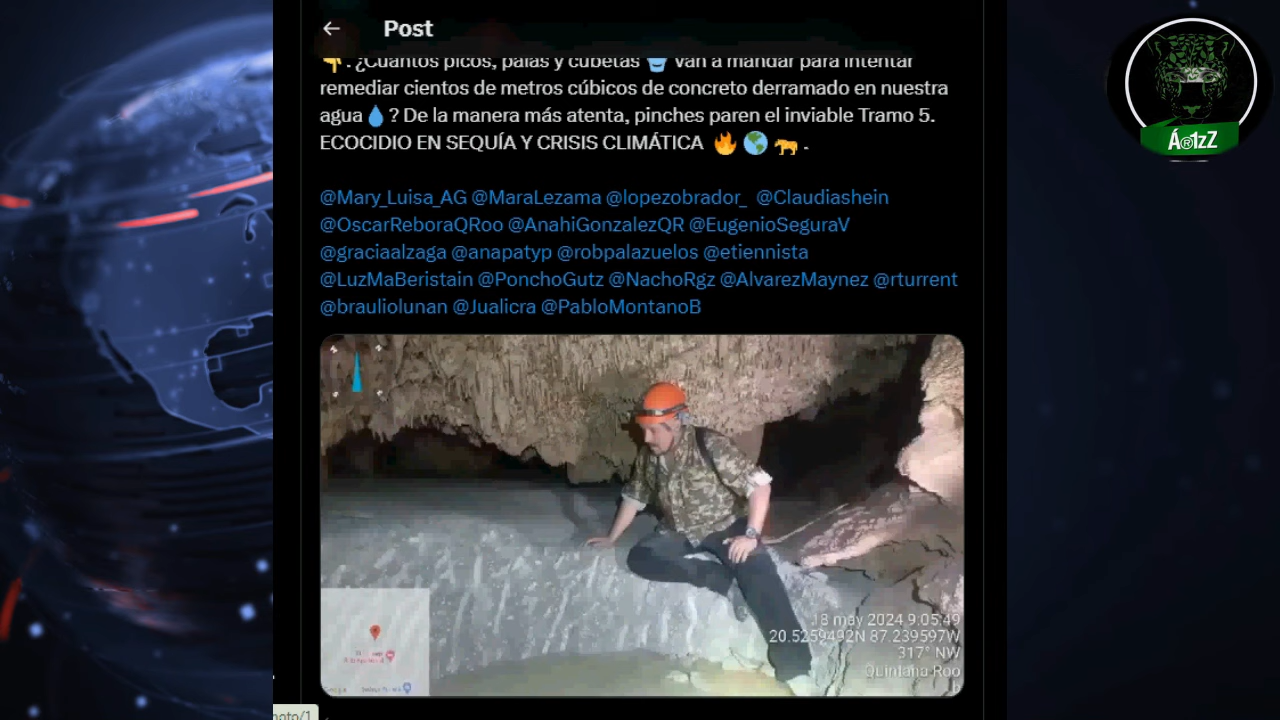 Post
. ¿Cuántos picos, palas y cubetas van a mandar para intentar
remediar cientos de metros cúbicos de concreto derramado en nuestra
agua ? De la manera más atenta, pinches paren el inviable Tramo 5.
ECOCIDIO EN SEQUÍA Y CRISIS CLIMÁTICA .
@Mary_Luisa_AG @MaraLezama @lopezobrador_ @Claudiashein
@OscarReboraQRoo @AnahiGonzalezQR @EugenioSeguraV
@graciaalzaga @anapatyp @robpalazuelos @etiennista
@LuzMaBeristain @PonchoGutz @NachoRgz @AlvarezMaynez @rturrent
@brauliolunan @Jualicra @PabloMontanoB
18 may 2024 9:05:49
20.5259492N 87.239597W
317° NW
Quintana Roo
Á®1zZ